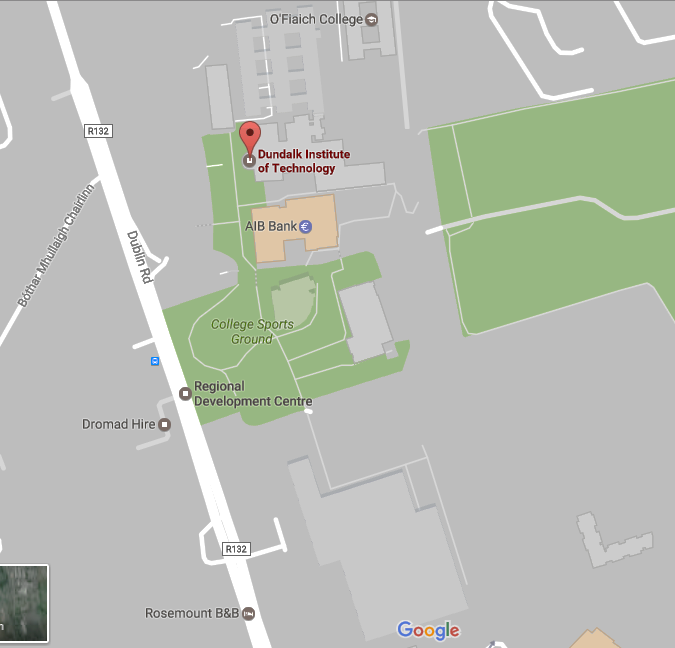 O'Fiaich College
R132
Dundalk Institute
of Technology
Bóthar Mhullaigh Chairlinn
AIB Bank
Dublin Rd
College Sports
Ground
Regional
Development Centre
Dromad Hire
R132
Rosemount B&B
Google